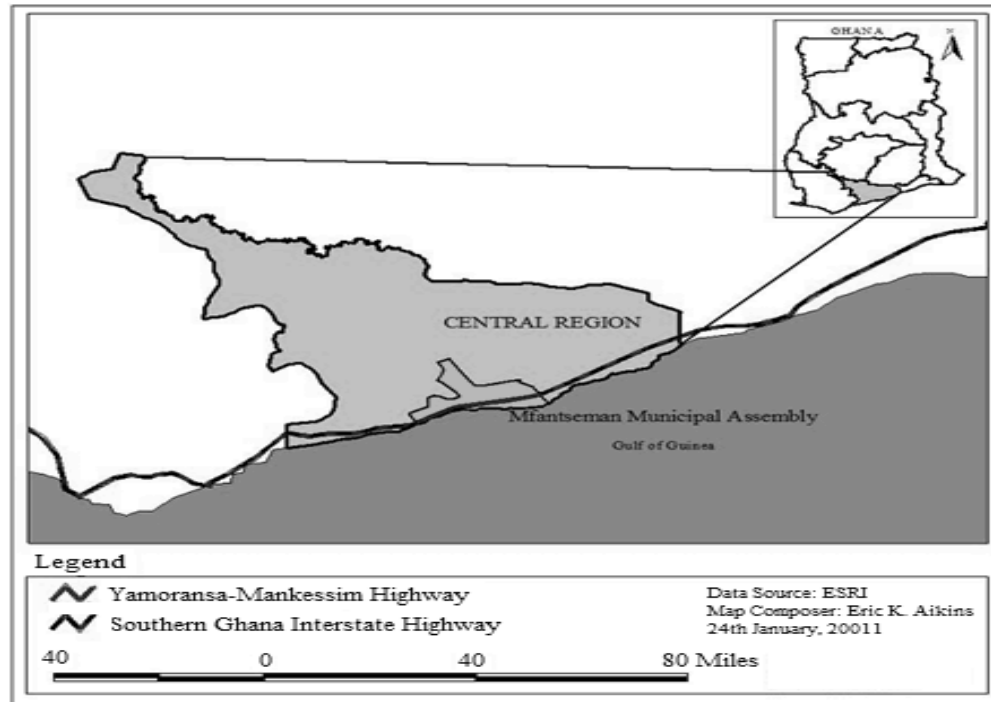 GHANA
N
CENTRAL REGION
Mfantseman Municipal Assembly
Gulf of Guinea
Legend
Yamoransa-Mankessim Highway
Southern Ghana Interstate Highway
Data Source: ESRI
Map Composer: Eric K. Aikins
24th January, 20011
40 0 40 80 Miles